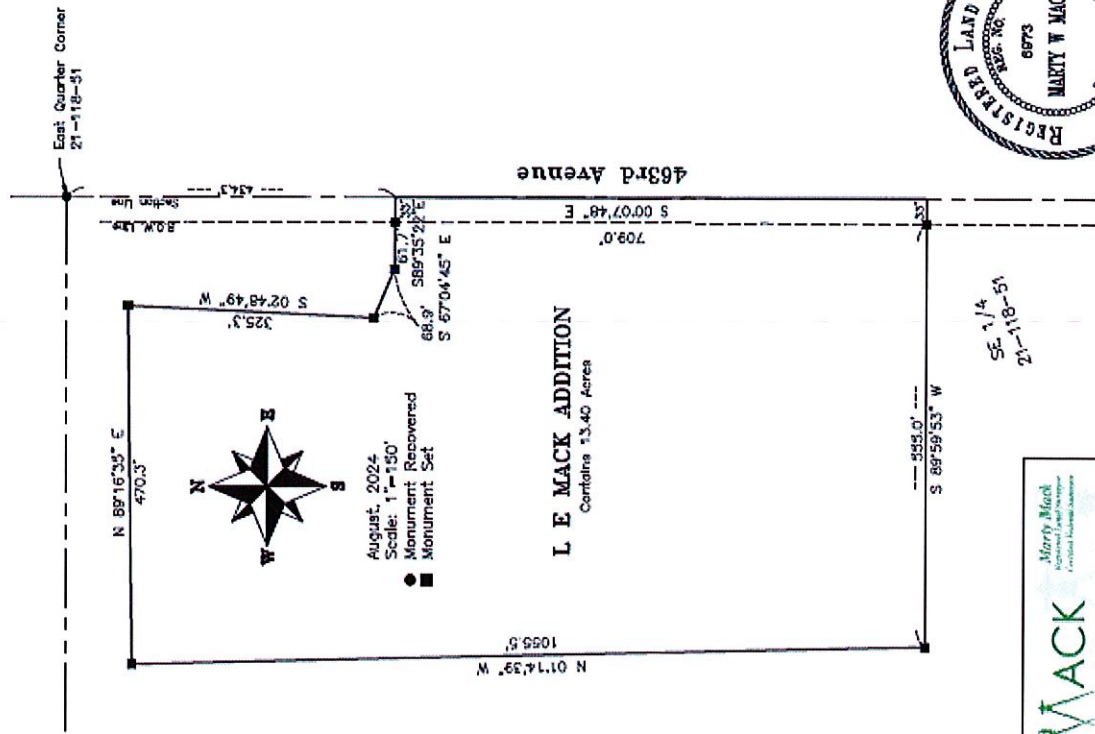 East Quarter Corner
21-118-51
Section Line
R.O.W. Line
434.3'
N 89°16'35" E
470.3'
S 02°48'49" W
325.3'
68.9'
S 67°04'45" E
61.7'
S89°35'22"E
463rd Avenue
S 00°07'48" E
709.0'
33'
N
E
S
W
August, 2024
Scale: 1"=150'
Monument Recovered
Monument Set
L E MACK ADDITION
Contains 13.40 Acres
1055.5'
N 01°14'39" W
555.0'
S 89°59'53" W
SE 1/4
21-118-51
REGISTERED LAND
REG. NO.
6973
MARTY W MAC
MACK
Marty Mack
Registered Land Surveyor